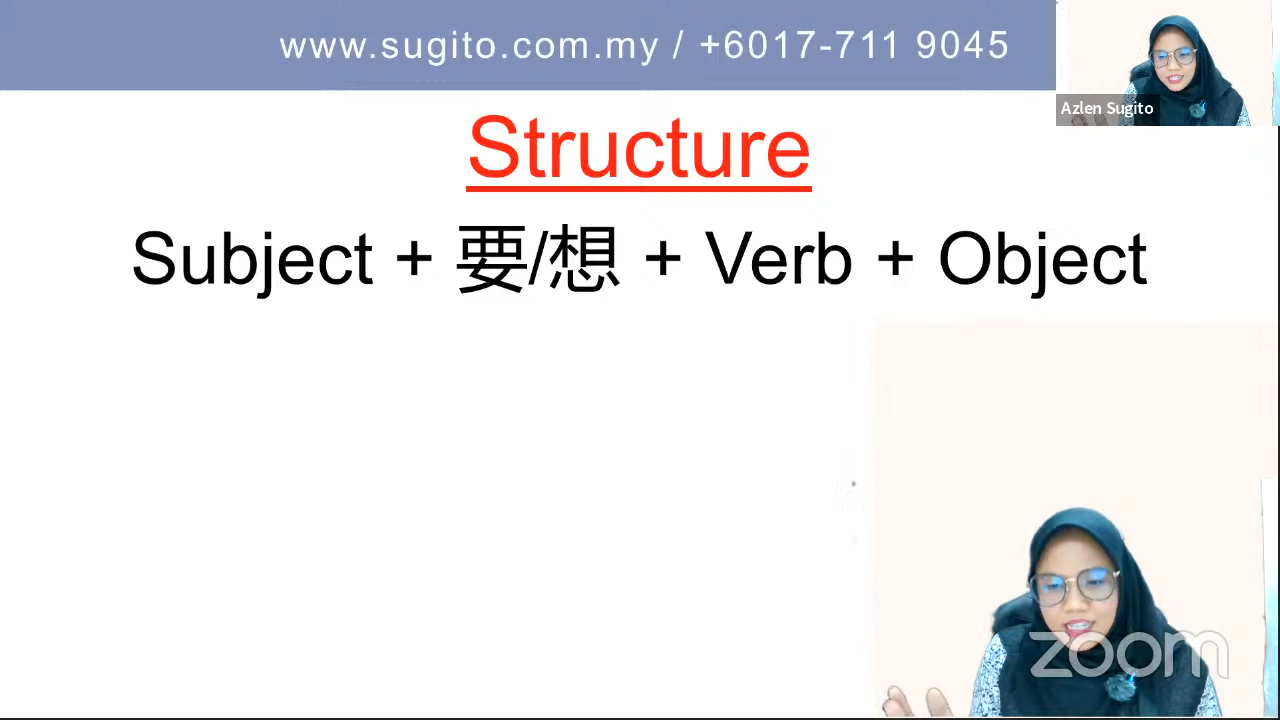 www.sugito.com.my / +6017-711 9045
Azlen Sugito
Structure
Subject + 要/想 + Verb + Object
zoom